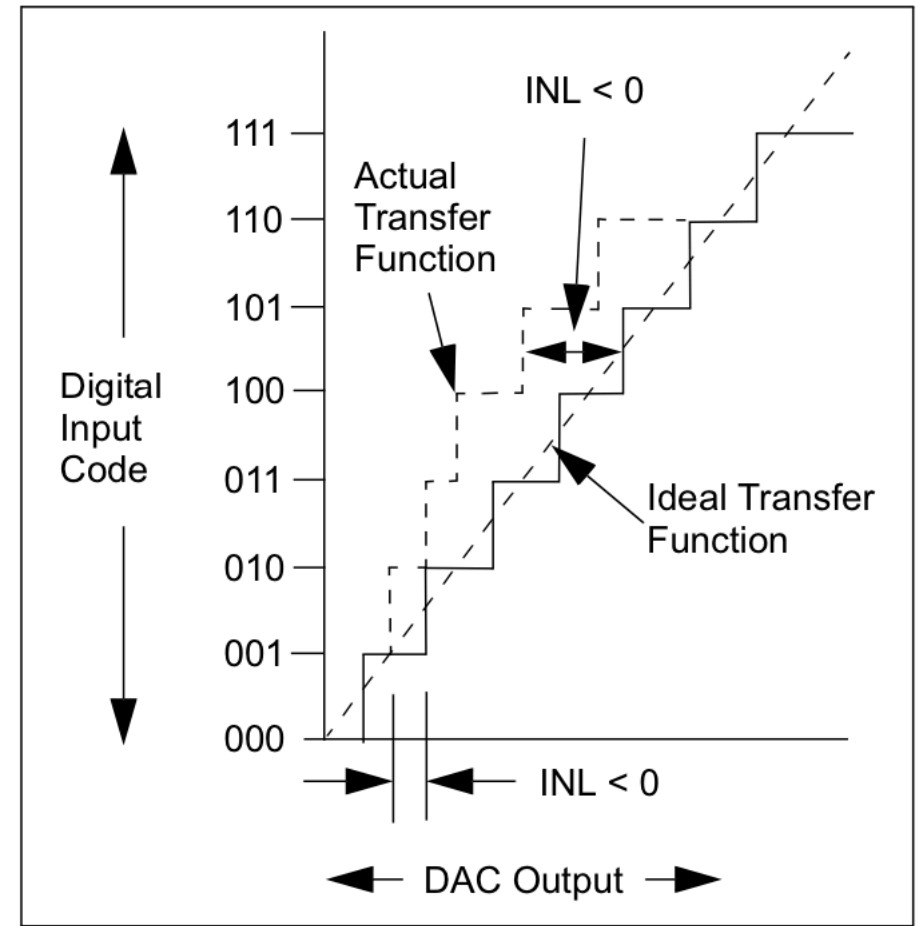 INL < 0
111
Actual
Transfer
Function
110
101
100
Digital
Input
Code
011
Ideal Transfer
Function
010
001
000
INL < 0
DAC Output